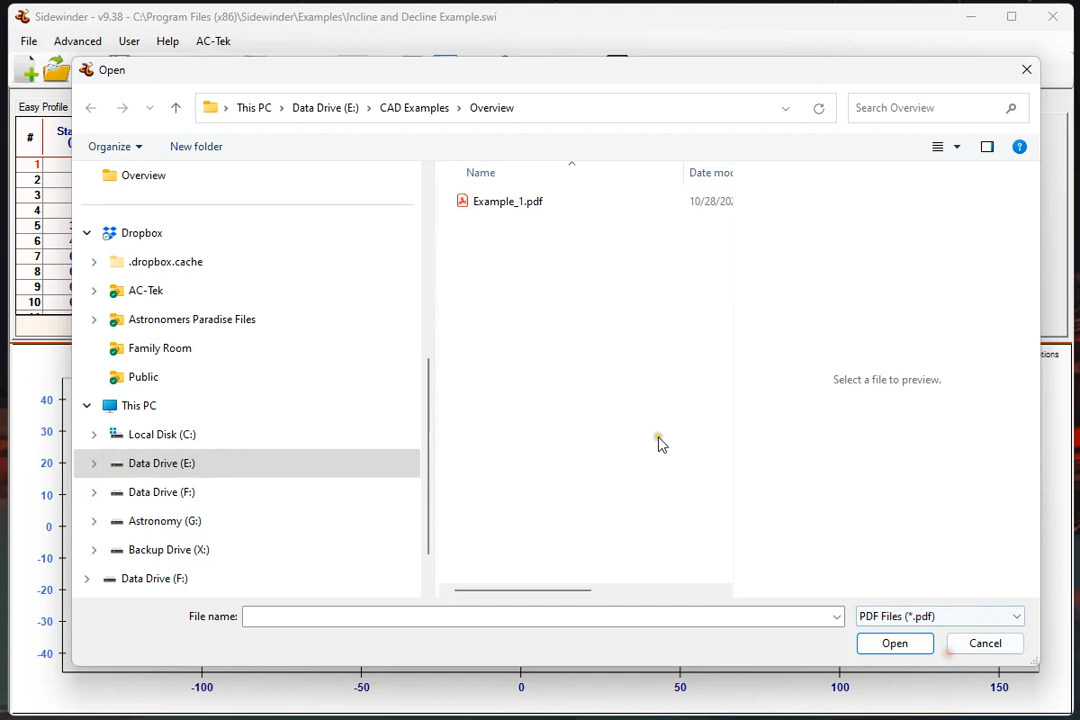 Sidewinder - v9.38 - C:\Program Files (x86)\Sidewinder\Examples\Incline and Decline Example.swi
File Advanced User Help AC-Tek
Open
This PC > Data Drive (E:) > CAD Examples > Overview
Search Overview
Organize
New folder
Easy Profile
# Sta
(
1
2
3
4
5
6
7
8
9
10
Overview
Dropbox
.dropbox.cache
AC-Tek
Astronomers Paradise Files
Family Room
Public
This PC
Local Disk (C:)
Data Drive (E:)
Data Drive (F:)
Astronomy (G:)
Backup Drive (X:)
Data Drive (F:)
Name Date mo
Example_1.pdf 10/28/20
Select a file to preview.
tions
File name:
PDF Files (*.pdf)
Open
Cancel
40
30
20
10
0
-10
-20
-30
-40
-100 -50 0 50 100 150